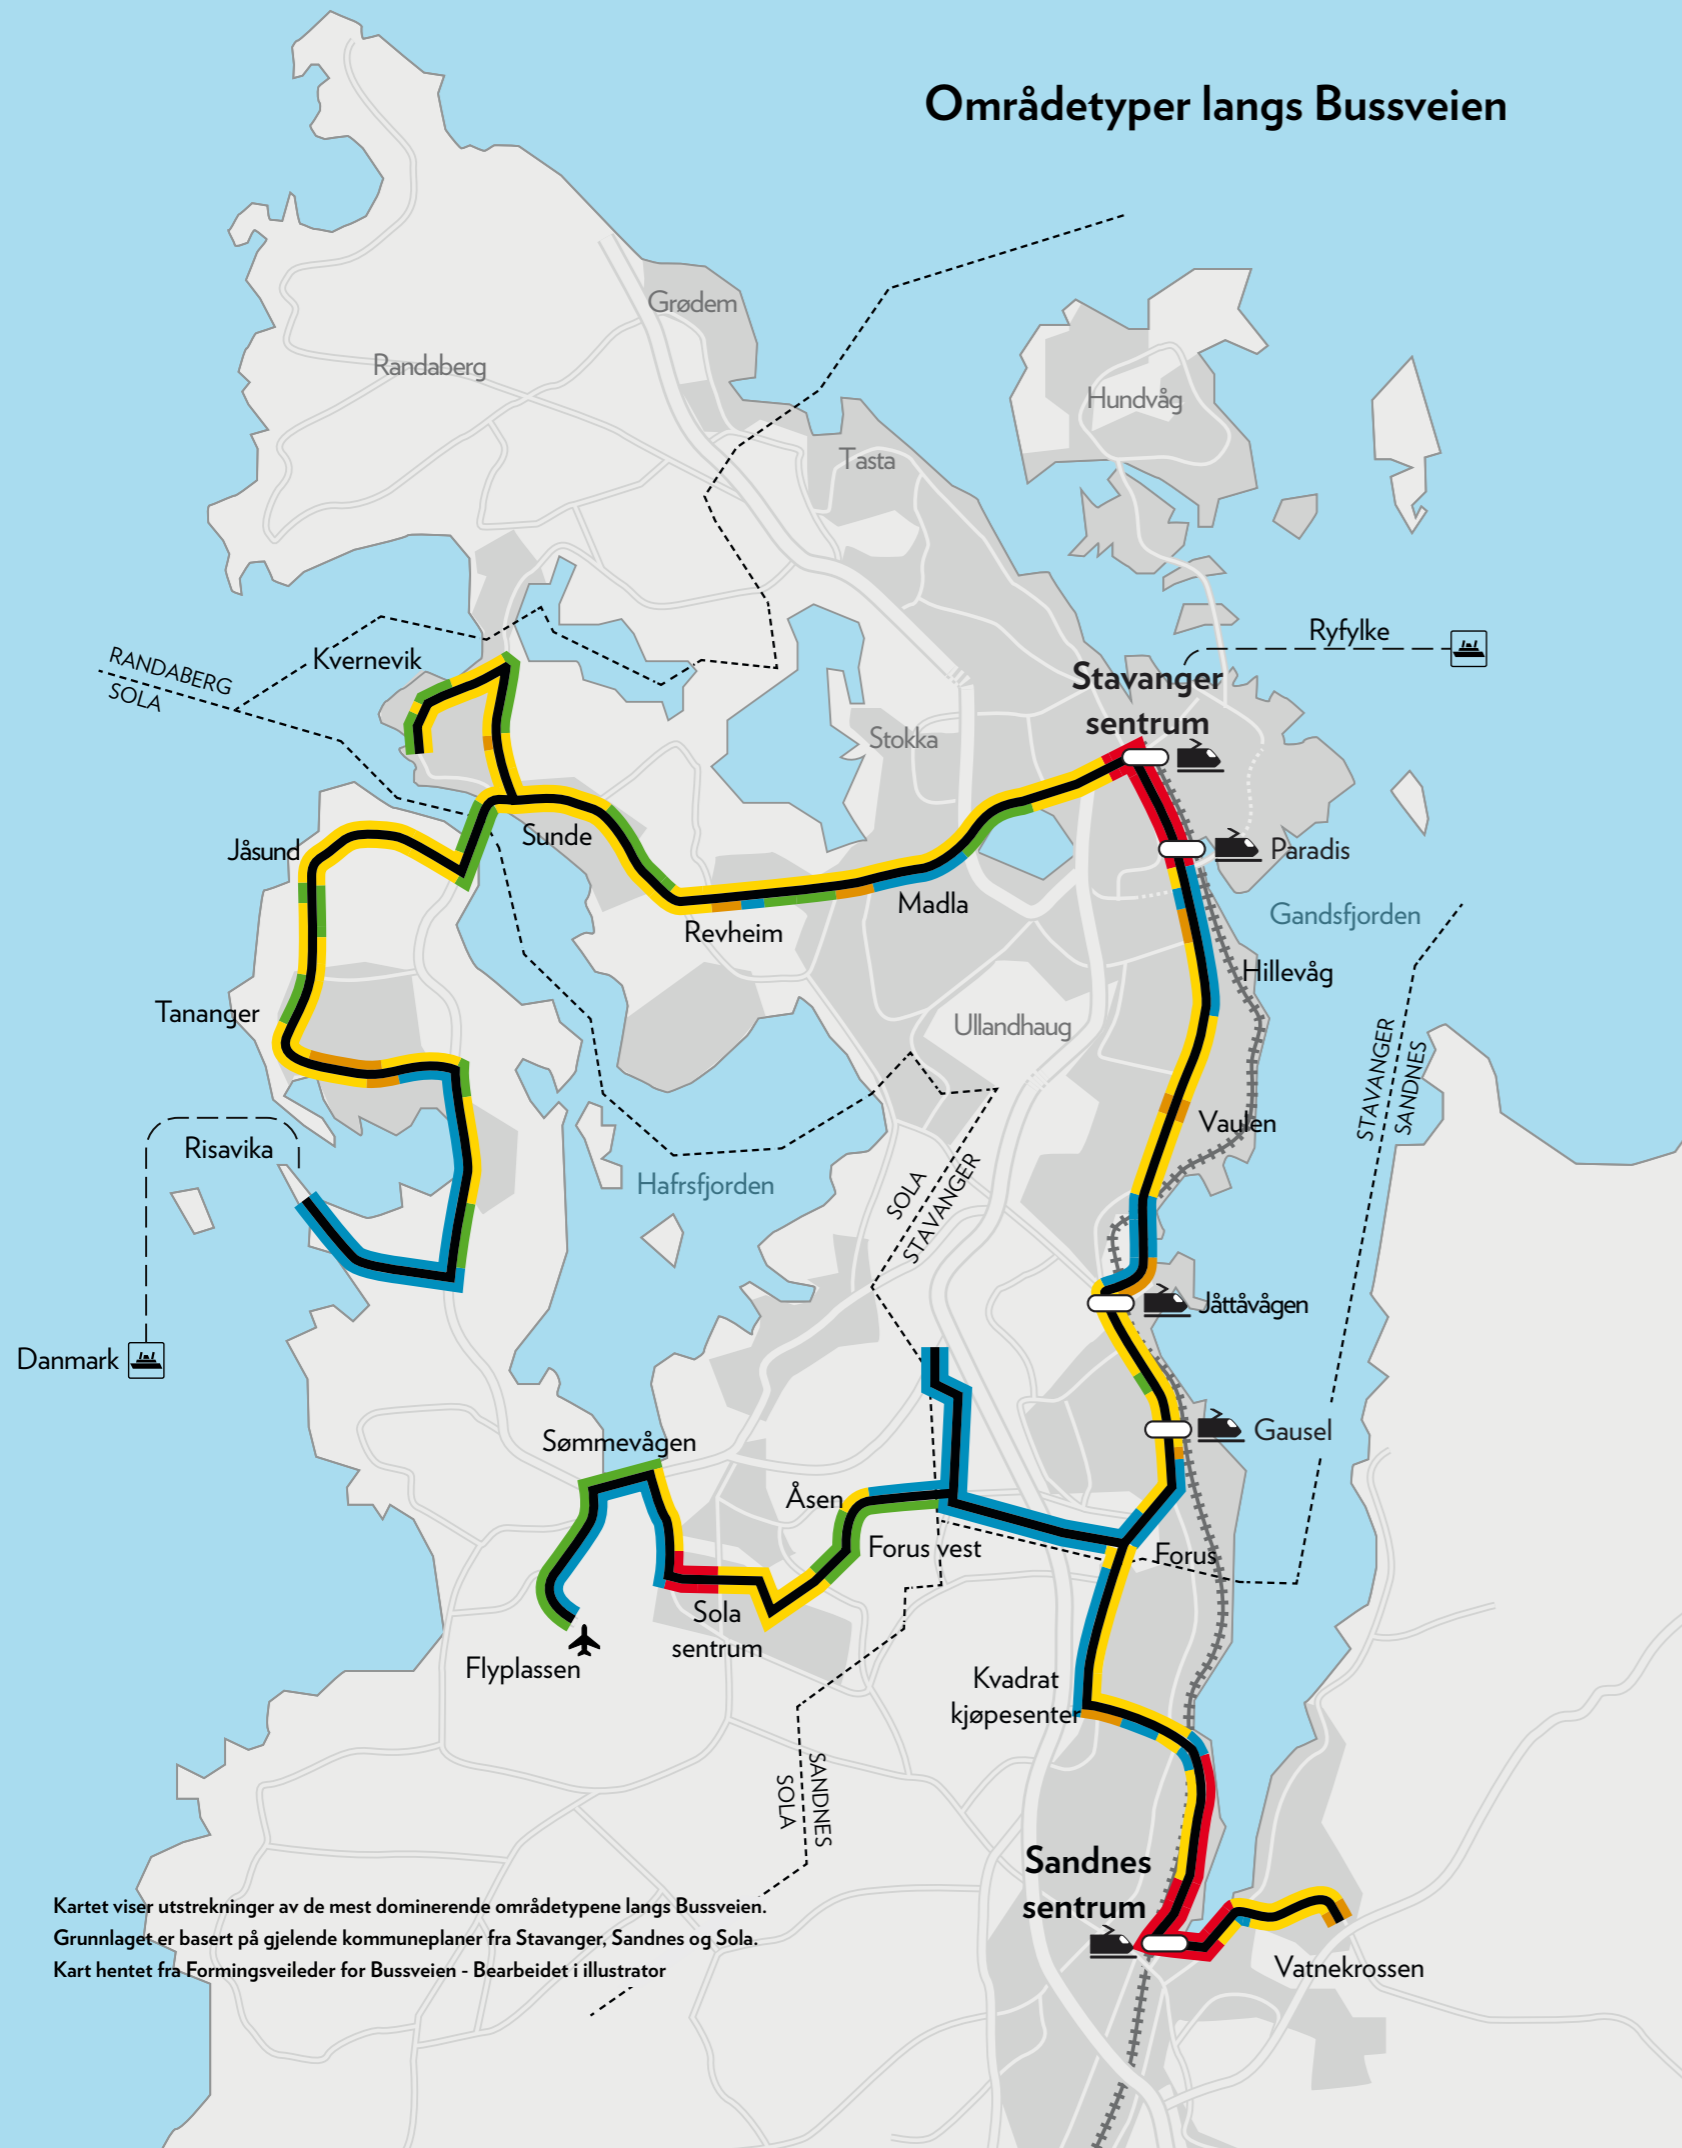 Områdetyper langs Bussveien
Grødem
Randaberg
Hundvåg
Tasta
Ryfylke
RANDABERG
SOLA
Kvernevik
Stavanger
sentrum
Stokka
Jåsund
Sunde
Paradis
Madla
Revheim
Gandsfjorden
Hillevåg
Tananger
Ullandhaug
STAVANGER
SANDNES
Vaulen
Risavika
Hafrsfjorden
SOLA
STAVANGER
Jåttåvågen
Danmark
Gausel
Sømmevågen
Åsen
Forus vest
Forus
Sola
sentrum
Flyplassen
Kvadrat
kjøpesenter
SANDNES
SOLA
Sandnes
sentrum
Vatnekrossen
Kartet viser utstrekninger av de mest dominerende områdetypene langs Bussveien.
Grunnlaget er basert på gjelende kommuneplaner fra Stavanger, Sandnes og Sola.
Kart hentet fra Formingsveileder for Bussveien - Bearbeidet i illustrator